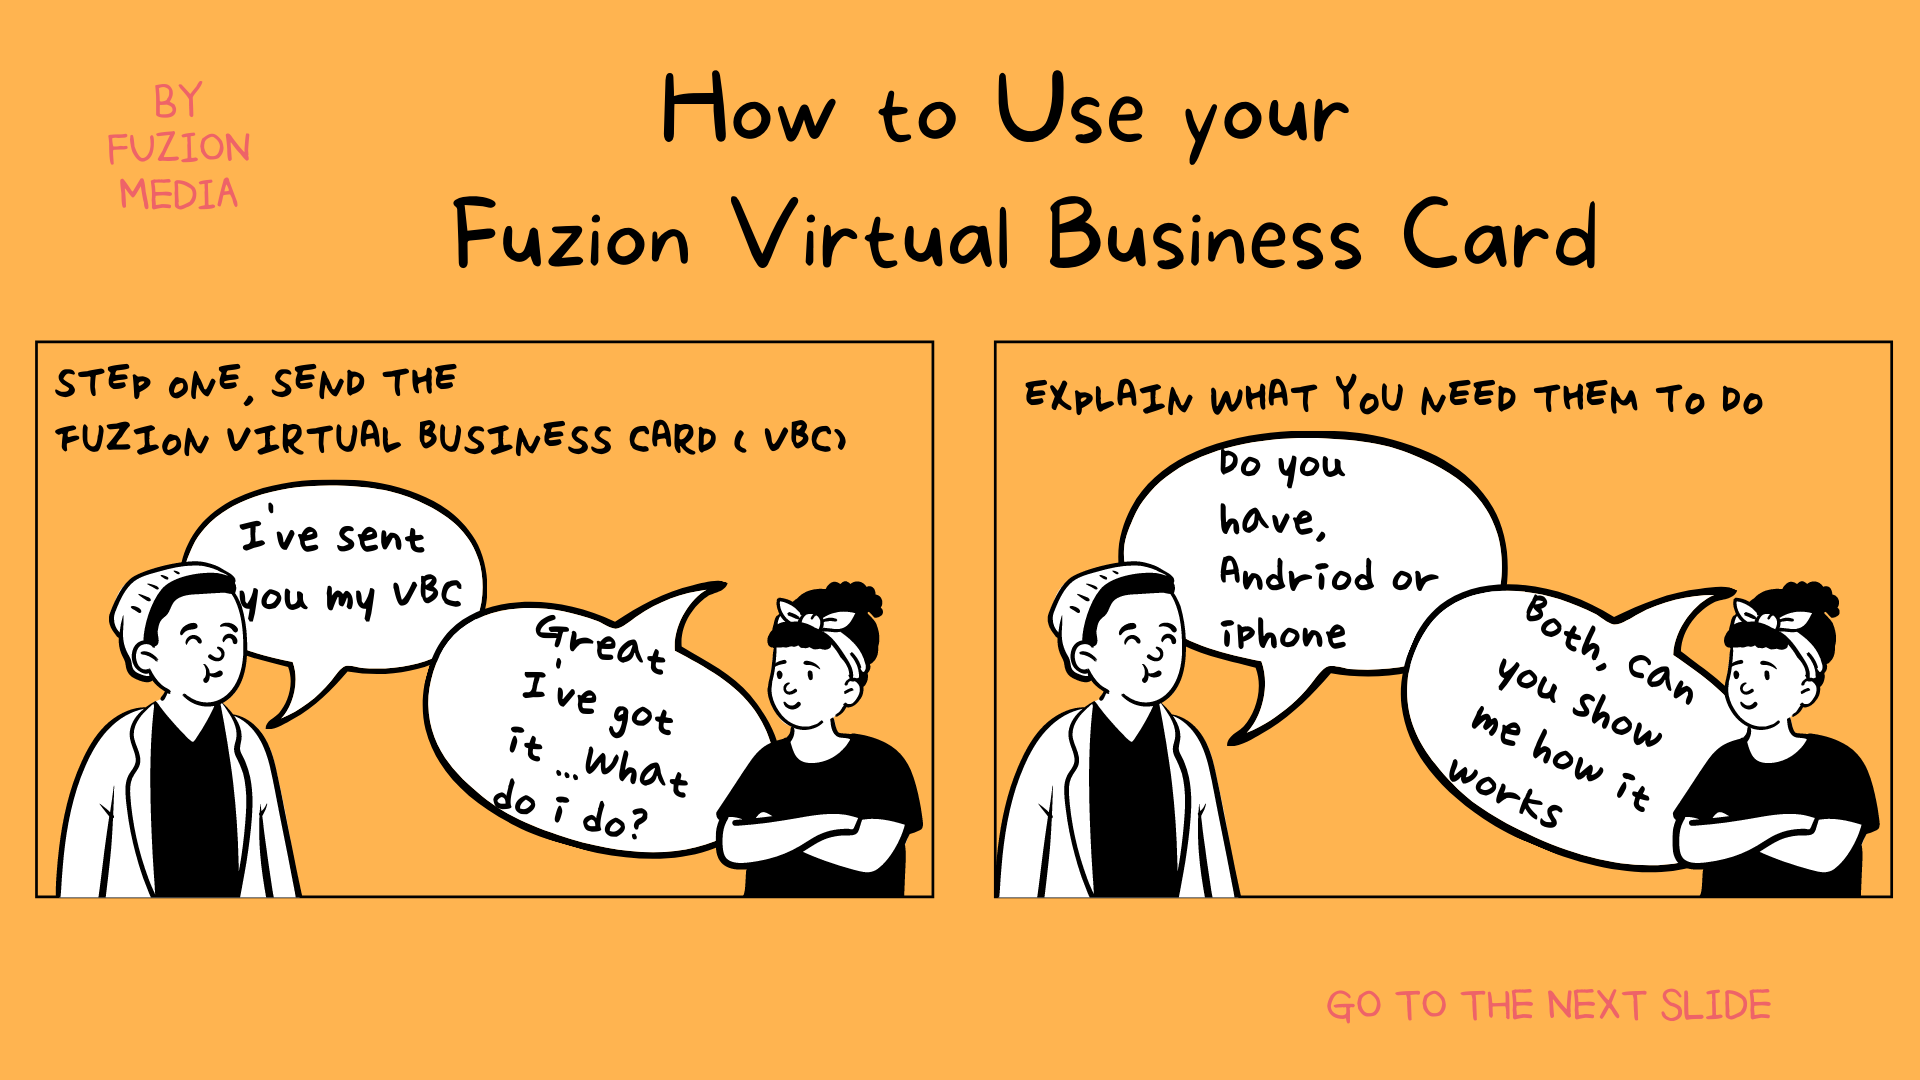 BY
FUZION
MEDIA
How to Use your
Fuzion Virtual Business Card
STEP ONE, SEND THE
FUZION VIRTUAL BUSINESS CARD ( VBC)
I've sent
you my VBC
Great
I've got
it ...What
do i do?
EXPLAIN WHAT YOU NEED THEM TO DO
Do you
have,
Andriod or
iphone
Both, can
you show
me how it
works
GO TO THE NEXT SLIDE